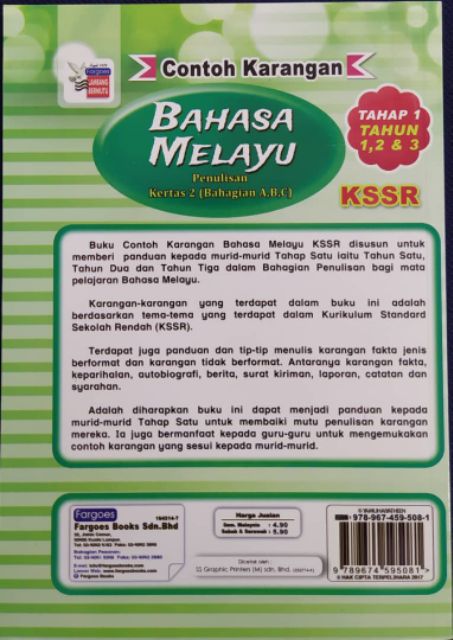 Fargoes
LAMBANG
BERMUTU
Contoh Karangan
BAHASA
MELAYU
Penulisan
Kertas 2 (Bahagian A,B,C)
TAHAP 1
TAHUN
1,2 & 3
KSSR
Buku Contoh Karangan Bahasa Melayu KSSR disusun untuk
memberi panduan kepada murid-murid Tahap Satu iaitu Tahun Satu,
Tahun Dua dan Tahun Tiga dalam Bahagian Penulisan bagi mata
pelajaran Bahasa Melayu.
Karangan-karangan yang terdapat dalam buku ini adalah
berdasarkan tema-tema yang terdapat dalam Kurikulum Standard
Sekolah Rendah (KSSR).
Terdapat juga panduan dan tip-tip menulis karangan fakta jenis
berformat dan karangan tidak berformat. Antaranya karangan fakta,
keparihalan, autobiografi, berita, surat kiriman, laporan, catatan dan
syarahan.
Adalah diharapkan buku ini dapat menjadi panduan kepada
murid-murid Tahap Satu untuk membaiki mutu penulisan karangan
mereka. Ia juga bermanfaat kepada guru-guru untuk mengemukakan
contoh karangan yang sesui kepada murid-murid.
Fargoes
164214-7
Fargoes Books Sdn.Bhd
Harga Jualan
Sem. Malaysia : 4.90
Sabah & Sarawak : 5.90
Dicetak oleh :
SS Graphic Printers (M) sdn. Bhd.
978-967-459-508-1
9 789674 595081
© HAK CIPTA TERPELIHARA 2017